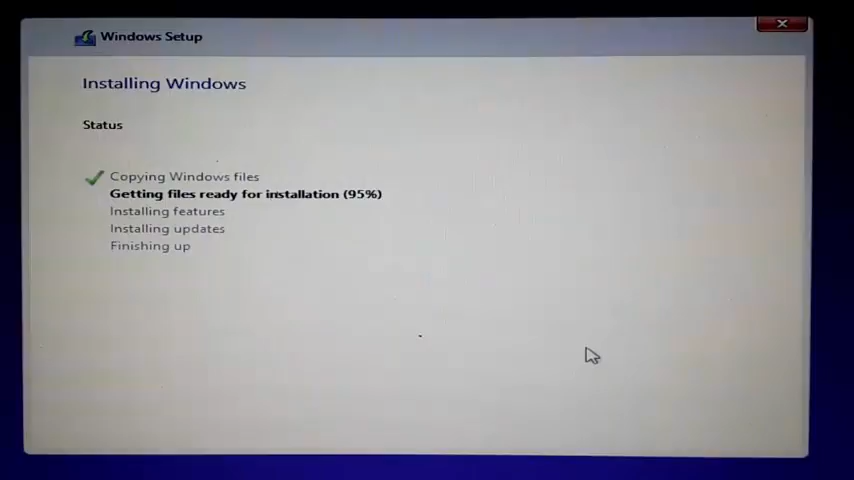 Windows Setup
Installing Windows
Status
Copying Windows files
Getting files ready for installation (95%)
Installing features
Installing updates
Finishing up